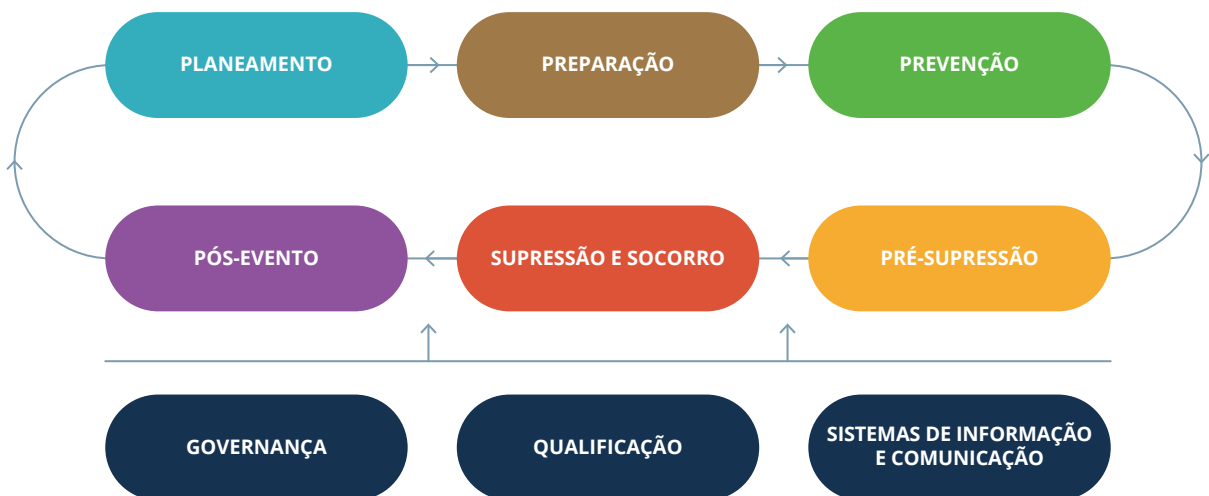 PLANEAMENTO
PREPARAÇÃO
PREVENÇÃO
PÓS-EVENTO
SUPRESSÃO E SOCORRO
PRÉ-SUPRESSÃO
GOVERNANÇA
QUALIFICAÇÃO
SISTEMAS DE INFORMAÇÃO
E COMUNICAÇÃO